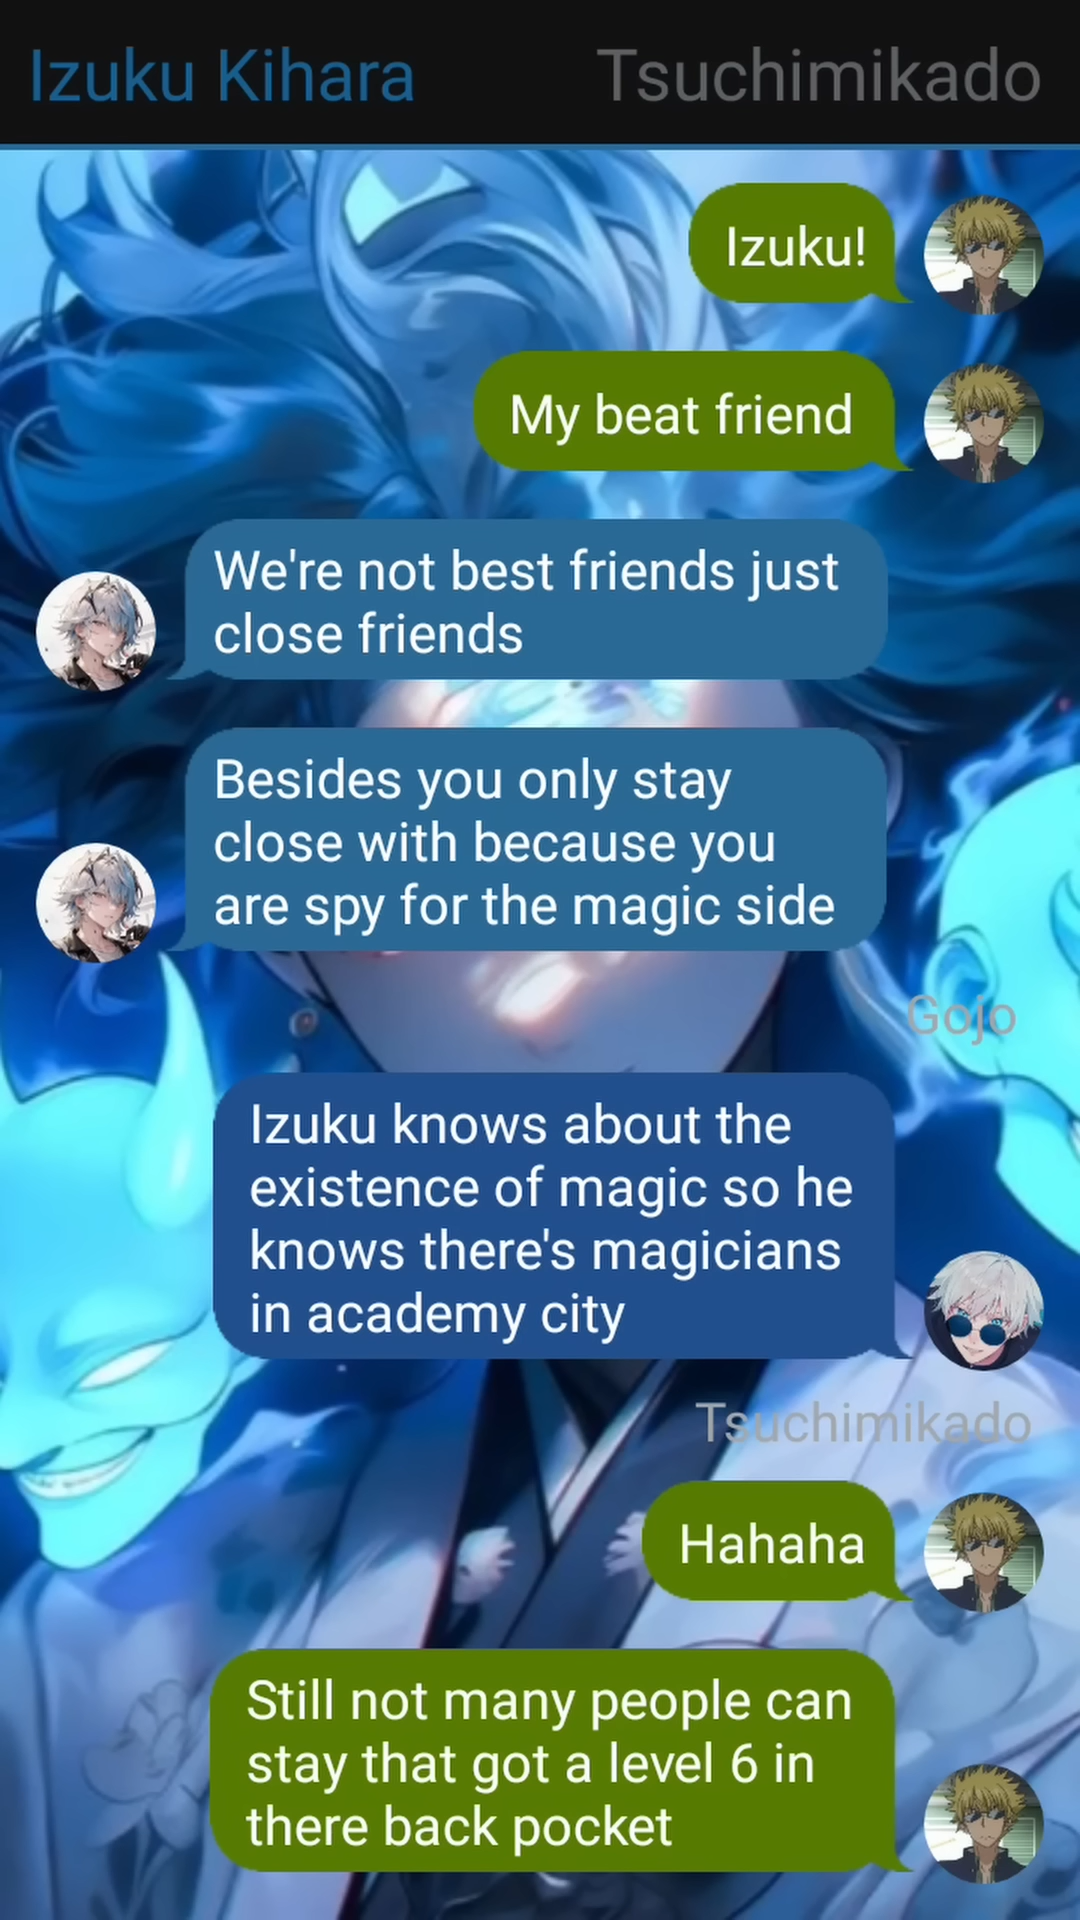 Izuku Kihara
Tsuchimikado
Izuku!
My beat friend
We're not best friends just
close friends
Besides you only stay
close with because you
are spy for the magic side
Gojo
Izuku knows about the
existence of magic so he
knows there's magicians
in academy city
Tsuchimikado
Hahaha
Still not many people can
stay that got a level 6 in
there back pocket